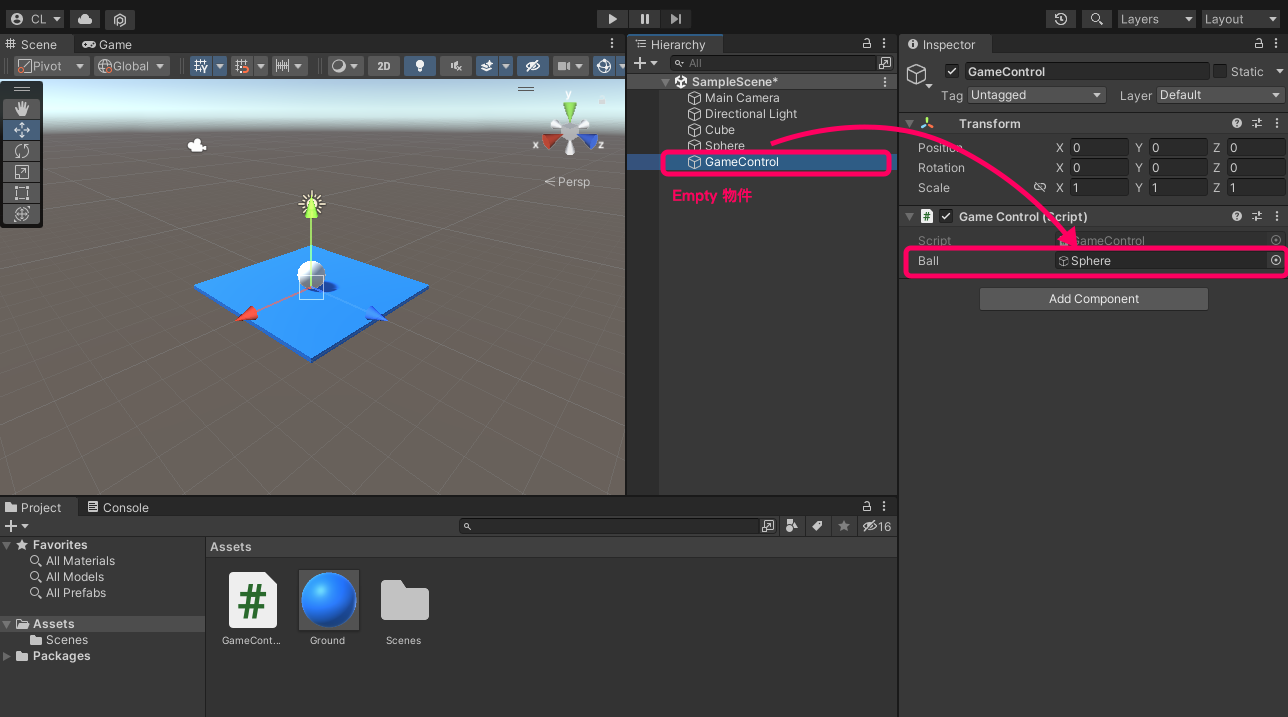 CL
Layers
Layout
Scene
Game
Pivot
Global
2D
y
x
z
Persp
Hierarchy
All
SampleScene*
Main Camera
Directional Light
Cube
Sphere
GameControl
Empty 物件
Inspector
GameControl
Static
Tag Untagged
Layer Default
Transform
Position X 0 Y 0 Z 0
Rotation X 0 Y 0 Z 0
Scale X 1 Y 1 Z 1
# Game Control (Script)
Script GameControl
Ball Sphere
Add Component
Project
Console
16
Favorites
All Materials
All Models
All Prefabs
Assets
Scenes
Packages
Assets
#
GameCont...
Ground
Scenes